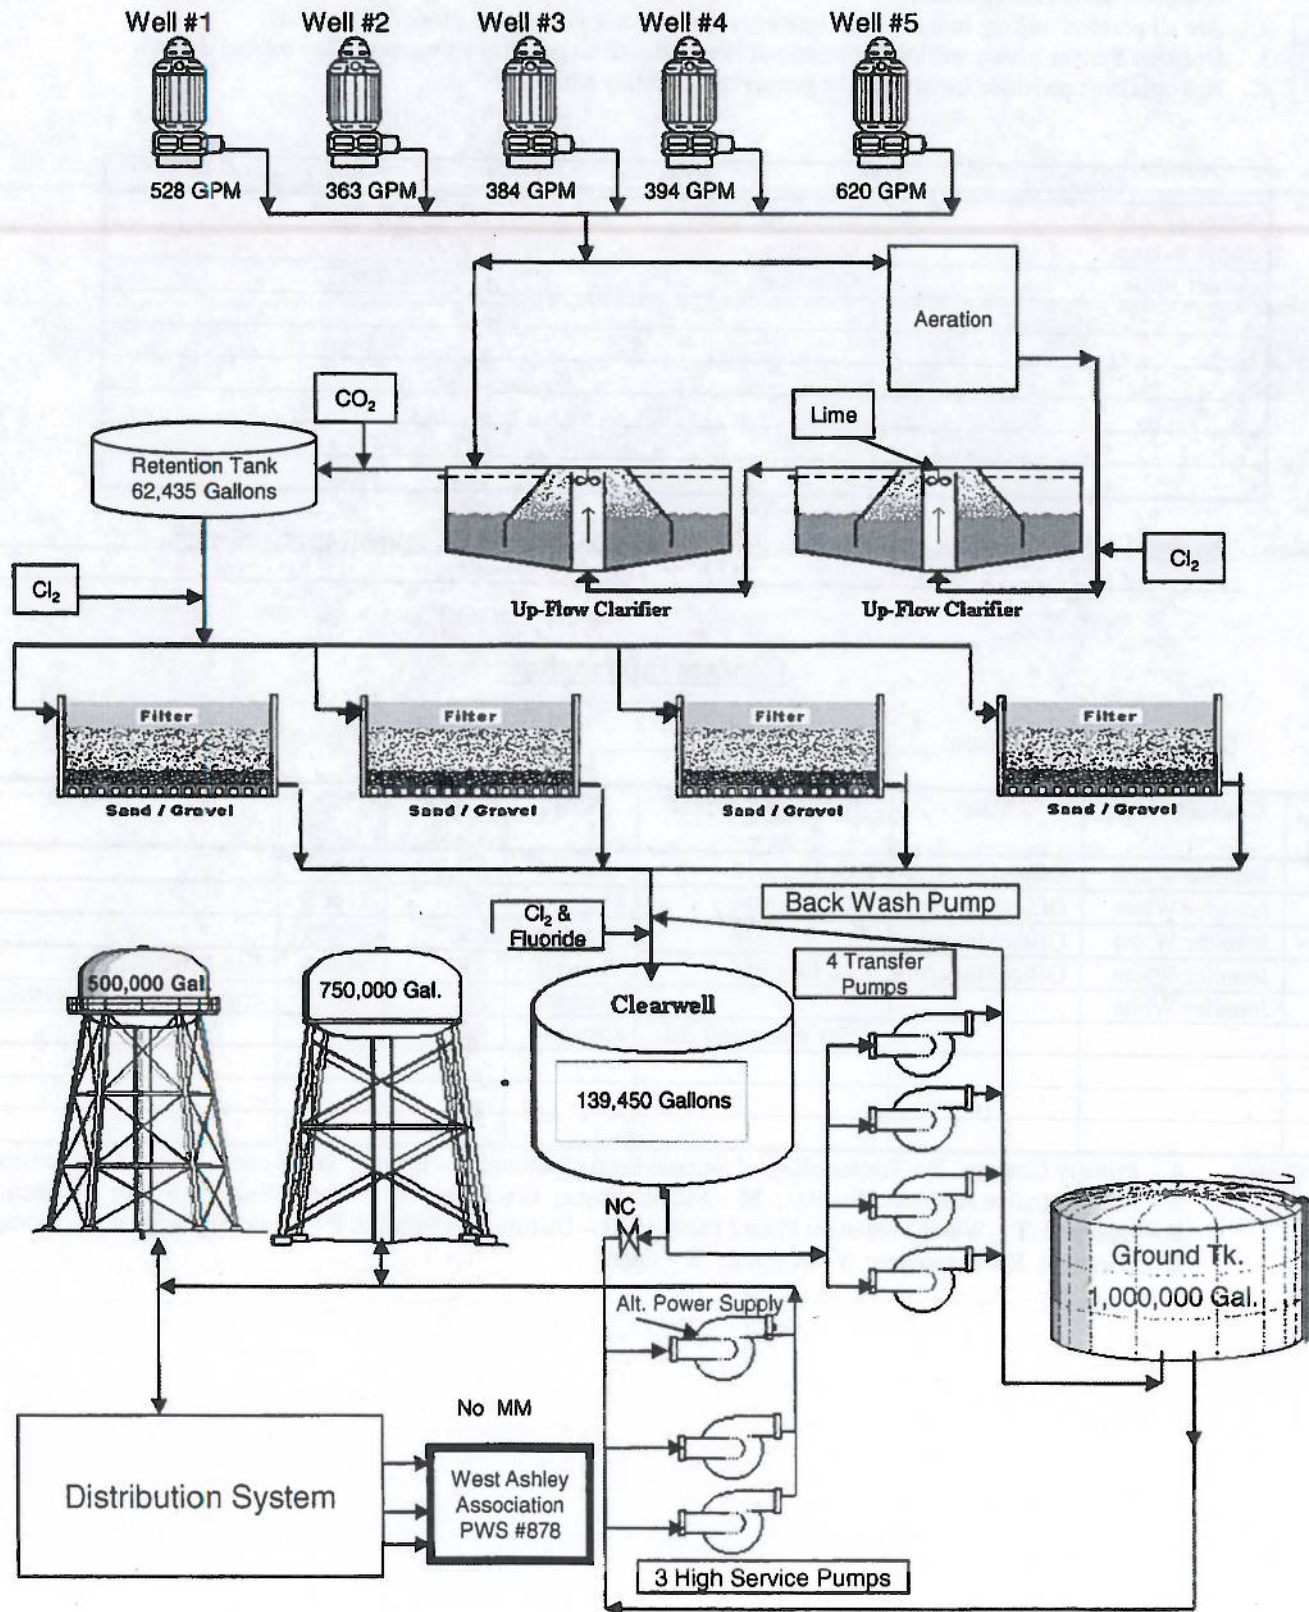 Well #1 Well #2 Well #3 Well #4 Well #5
528 GPM 363 GPM 384 GPM 394 GPM 620 GPM
Aeration
CO₂
Lime
Retention Tank
62,435 Gallons
Cl₂
Cl₂
Up-Flow Clarifier Up-Flow Clarifier
Filter Filter Filter Filter
Sand / Gravel Sand / Gravel Sand / Gravel Sand / Gravel
Back Wash Pump
Cl₂ &
Fluoride
4 Transfer
Pumps
500,000 Gal.
750,000 Gal.
Clearwell
139,450 Gallons
NC
Ground Tk.
1,000,000 Gal.
Alt. Power Supply
No MM
Distribution System
West Ashley
Association
PWS #878
3 High Service Pumps